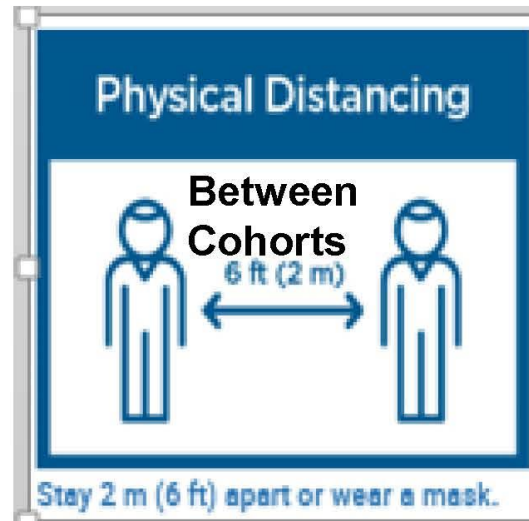 Physical Distancing
Between
Cohorts
6 ft (2 m)
Stay 2 m (6 ft) apart or wear a mask.